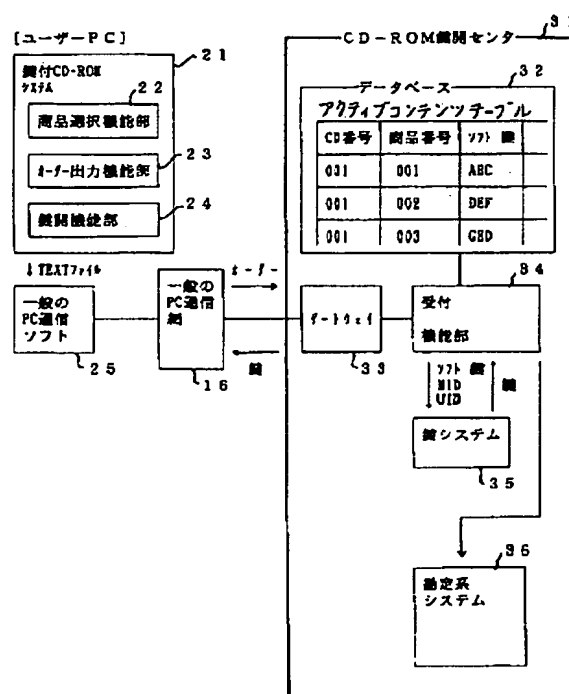 [ユーザーPC]
21
鍵付CD-ROM
システム
22
商品選択機能部
23
オーダー出力機能部
24
鍵開機能部
↓TEXTファイル
一般の
PC通信
ソフト
25
一般の
PC通信
網
16
オーダー
鍵
31
CD-ROM鍵開センタ
32
データベース
アクティブコンテンツテーブル
CD番号 商品番号 ソフト鍵
001 001 ABC
001 002 DEF
001 003 GHD
ゲートウェイ
33
34
受付
機能部
ソフト鍵
MID
UID
鍵
鍵システム
35
36
勘定系
システム